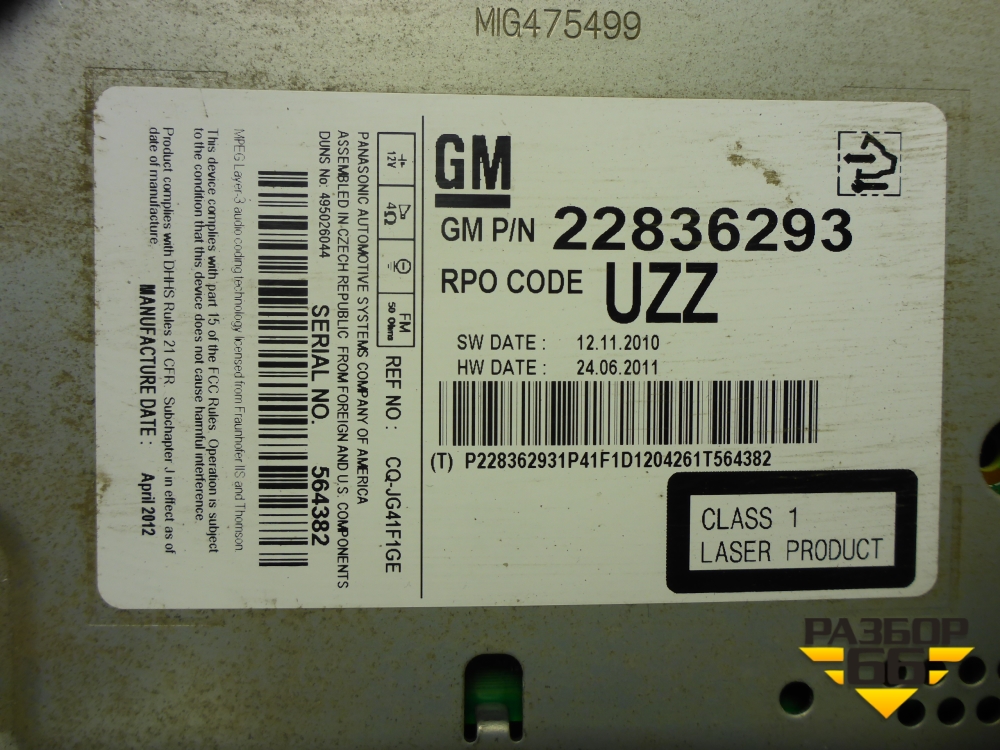 MIG475499
GM
GM P/N 22836293
RPO CODE UZZ
SW DATE : 12.11.2010
HW DATE : 24.06.2011
(T) P228362931P41F1D1204261T564382
CLASS 1
LASER PRODUCT
12V
4Ω
FM
50 Ohms
REF NO : CQ-JG41F1GE
PANASONIC AUTOMOTIVE SYSTEMS COMPANY OF AMERICA
ASSEMBLED IN CZECH REPUBLIC FROM FOREIGN AND U.S. COMPONENTS
DUNS No: 495026044
SERIAL NO. 564382
MPEG Layer-3 audio coding technology licensed from Fraunhofer IIS and Thomson.
This device complies with part 15 of the FCC Rules. Operation is subject
to the condition that this device does not cause harmful interference.
Product complies with DHHS Rules 21 CFR Subchapter J in effect as of
date of manufacture.
MANUFACTURE DATE : April 2012
РАЗБОР
66